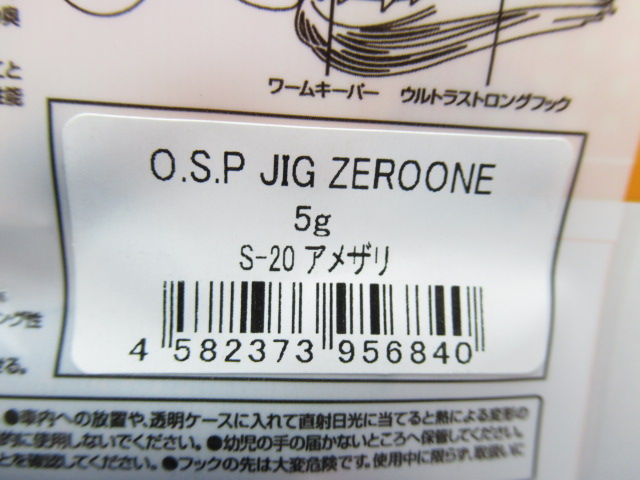 ワームキーパー ウルトラストロングフック
O.S.P JIG ZEROONE
5g
S-20 アメザリ
4 582373 956840
●車内への放置や、透明ケースに入れて直射日光に当てると熱による変形の
に使用しないでください。●幼児の手の届かないところへ保管してください。
とを確認してください。●フックの先は大変危険です。使用中に限らず、取扱いに